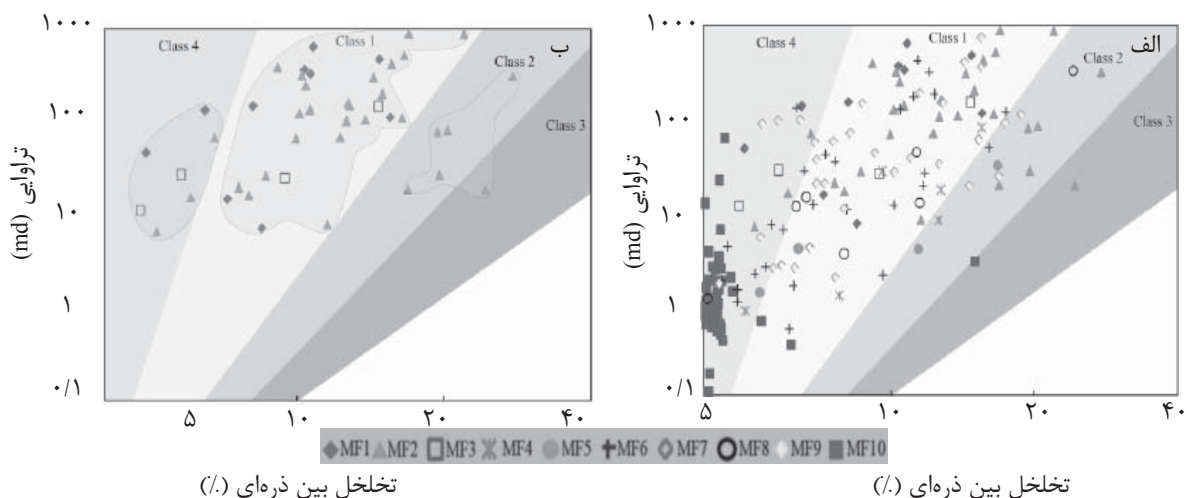 الف
Class 4
Class 1
Class 2
Class 3
۱۰۰۰
۱۰۰
۱۰
۱
۰/۱
تراوایی (md)
۵
۱۰
۲۰
۴۰
تخلخل بین ذره‌ای (٪)
ب
Class 4
Class 1
Class 2
Class 3
۱۰۰۰
۱۰۰
۱۰
۱
۰/۱
تراوایی (md)
۵
۱۰
۲۰
۴۰
تخلخل بین ذره‌ای (٪)
MF1 MF2 MF3 MF4 MF5 MF6 MF7 MF8 MF9 MF10